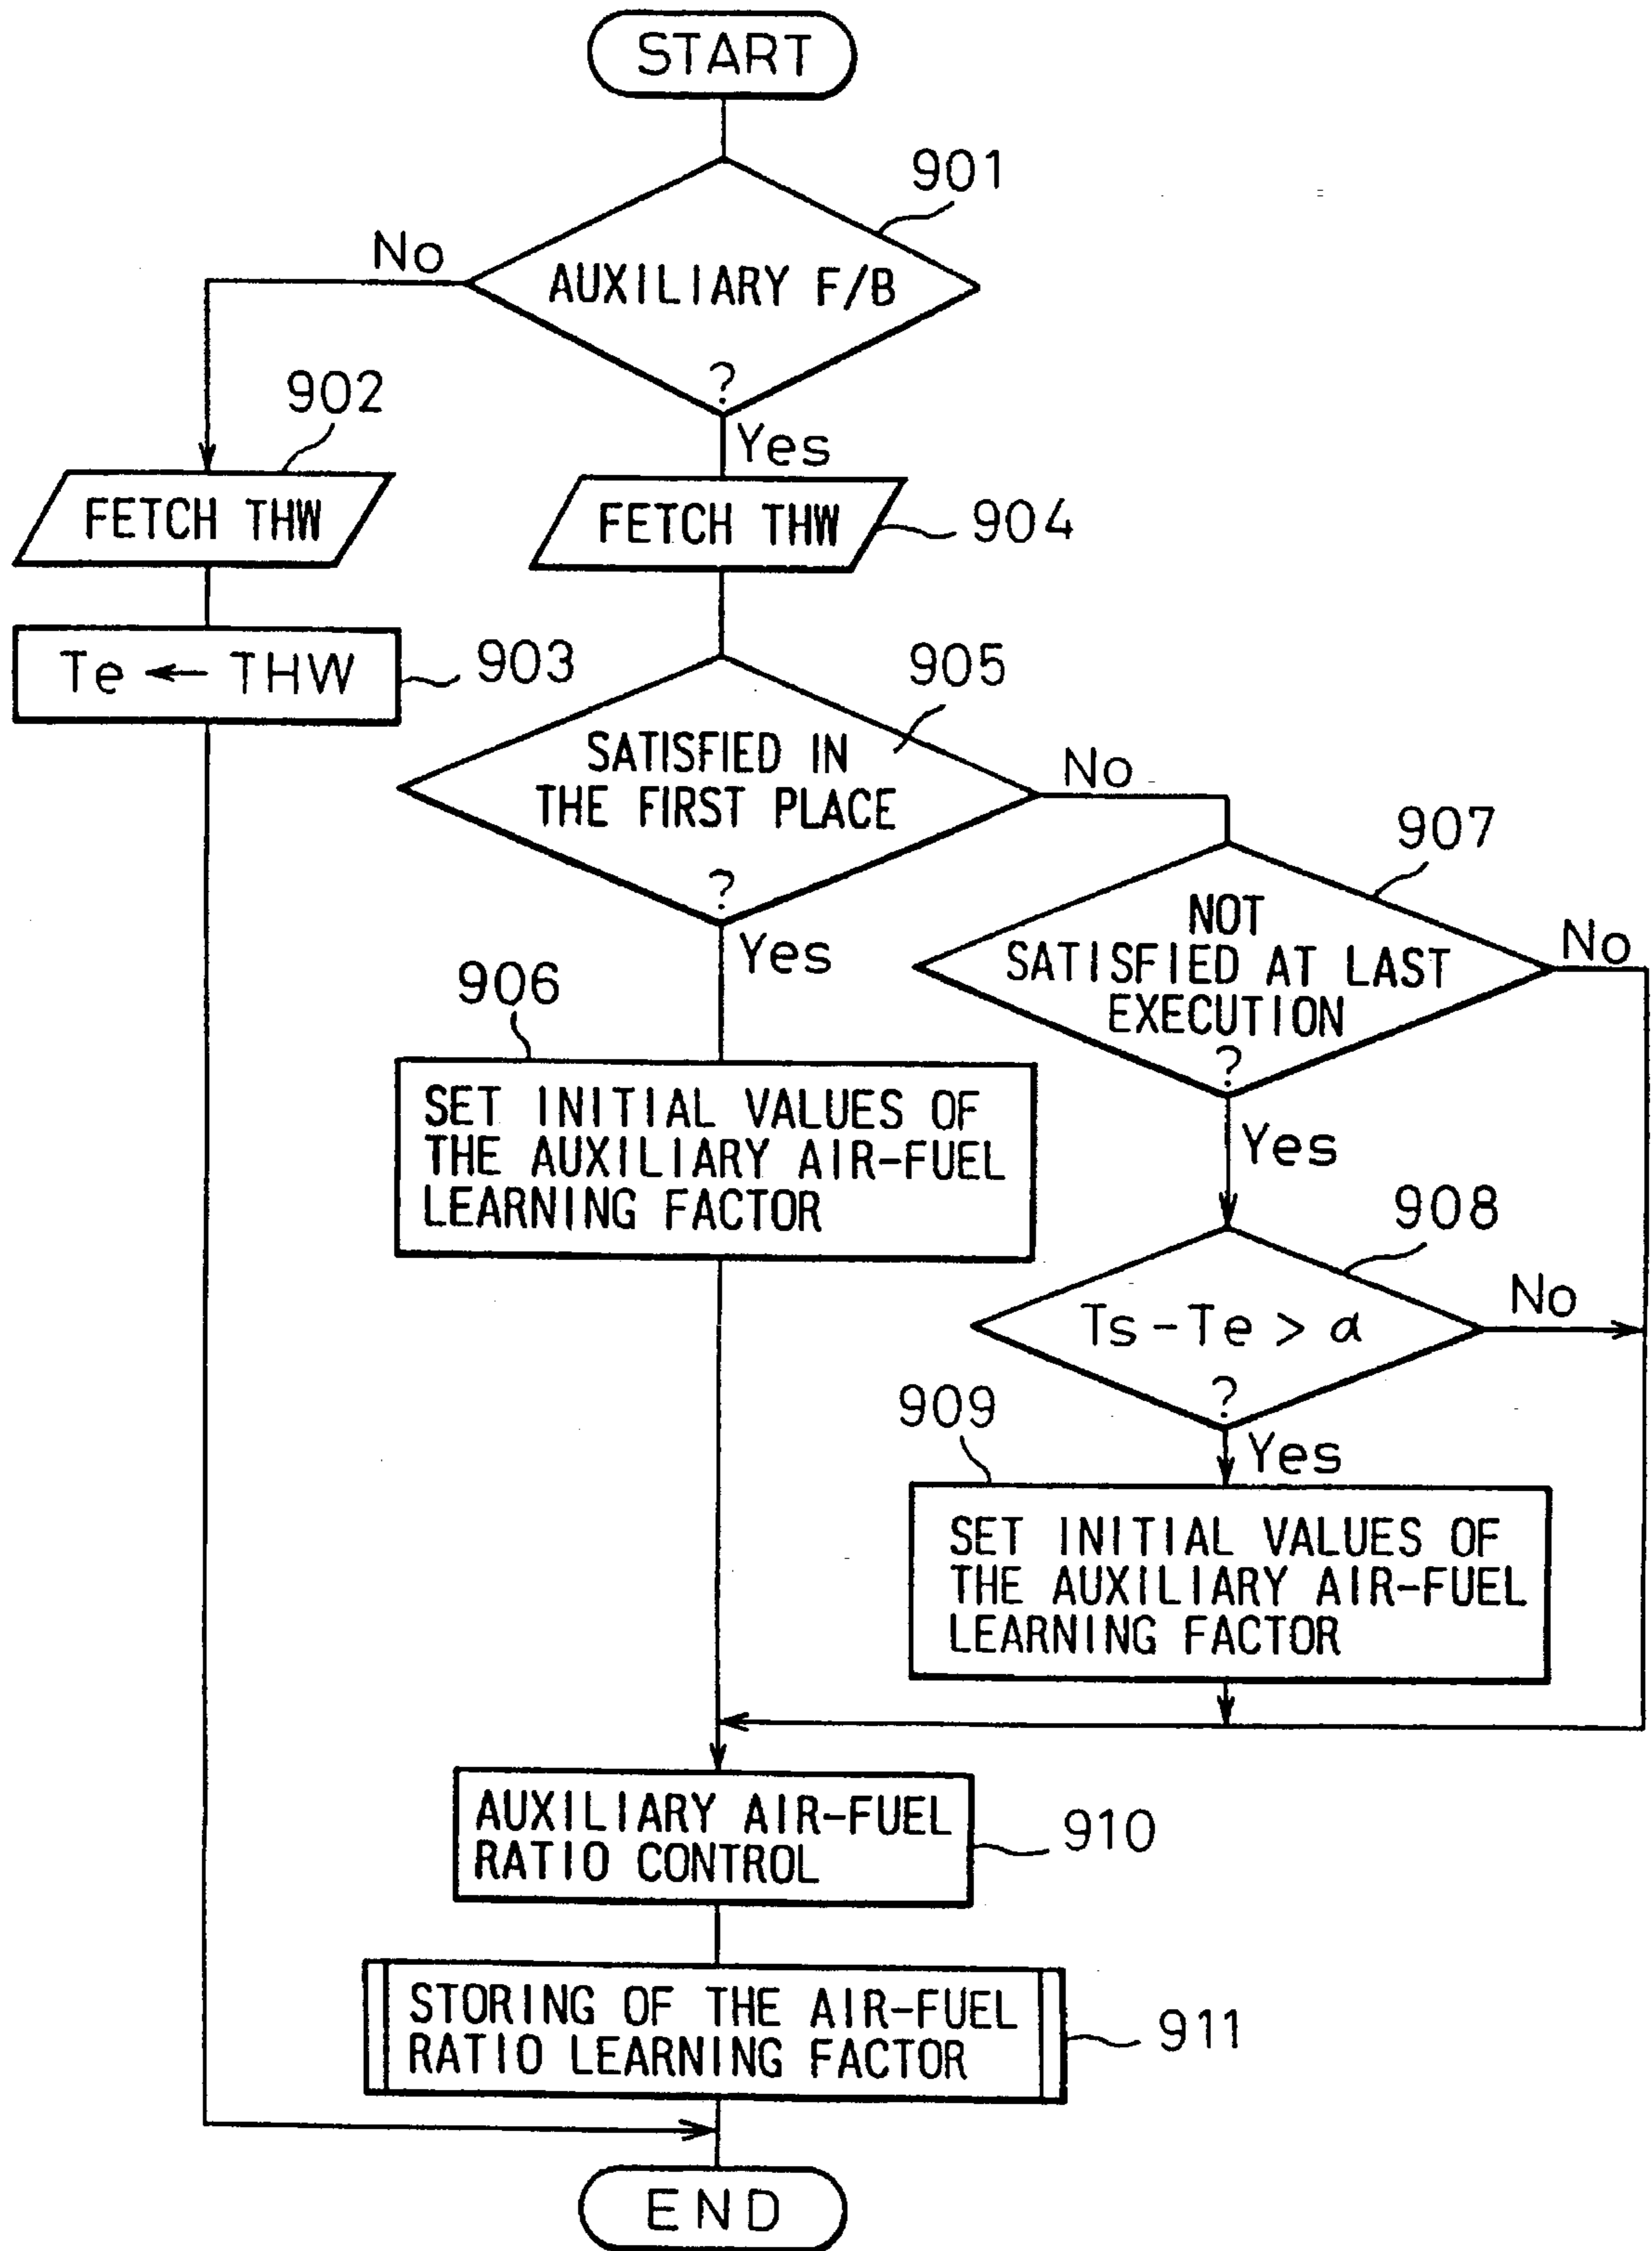 START
901
No
AUXILIARY F/B
?
Yes
902
FETCH THW
FETCH THW
904
Te ← THW
903
905
SATISFIED IN
THE FIRST PLACE
?
No
Yes
907
NOT
SATISFIED AT LAST
EXECUTION
?
No
Yes
906
SET INITIAL VALUES OF
THE AUXILIARY AIR-FUEL
LEARNING FACTOR
908
Ts - Te > α
?
No
Yes
909
SET INITIAL VALUES OF
THE AUXILIARY AIR-FUEL
LEARNING FACTOR
AUXILIARY AIR-FUEL
RATIO CONTROL
910
STORING OF THE AIR-FUEL
RATIO LEARNING FACTOR
911
END